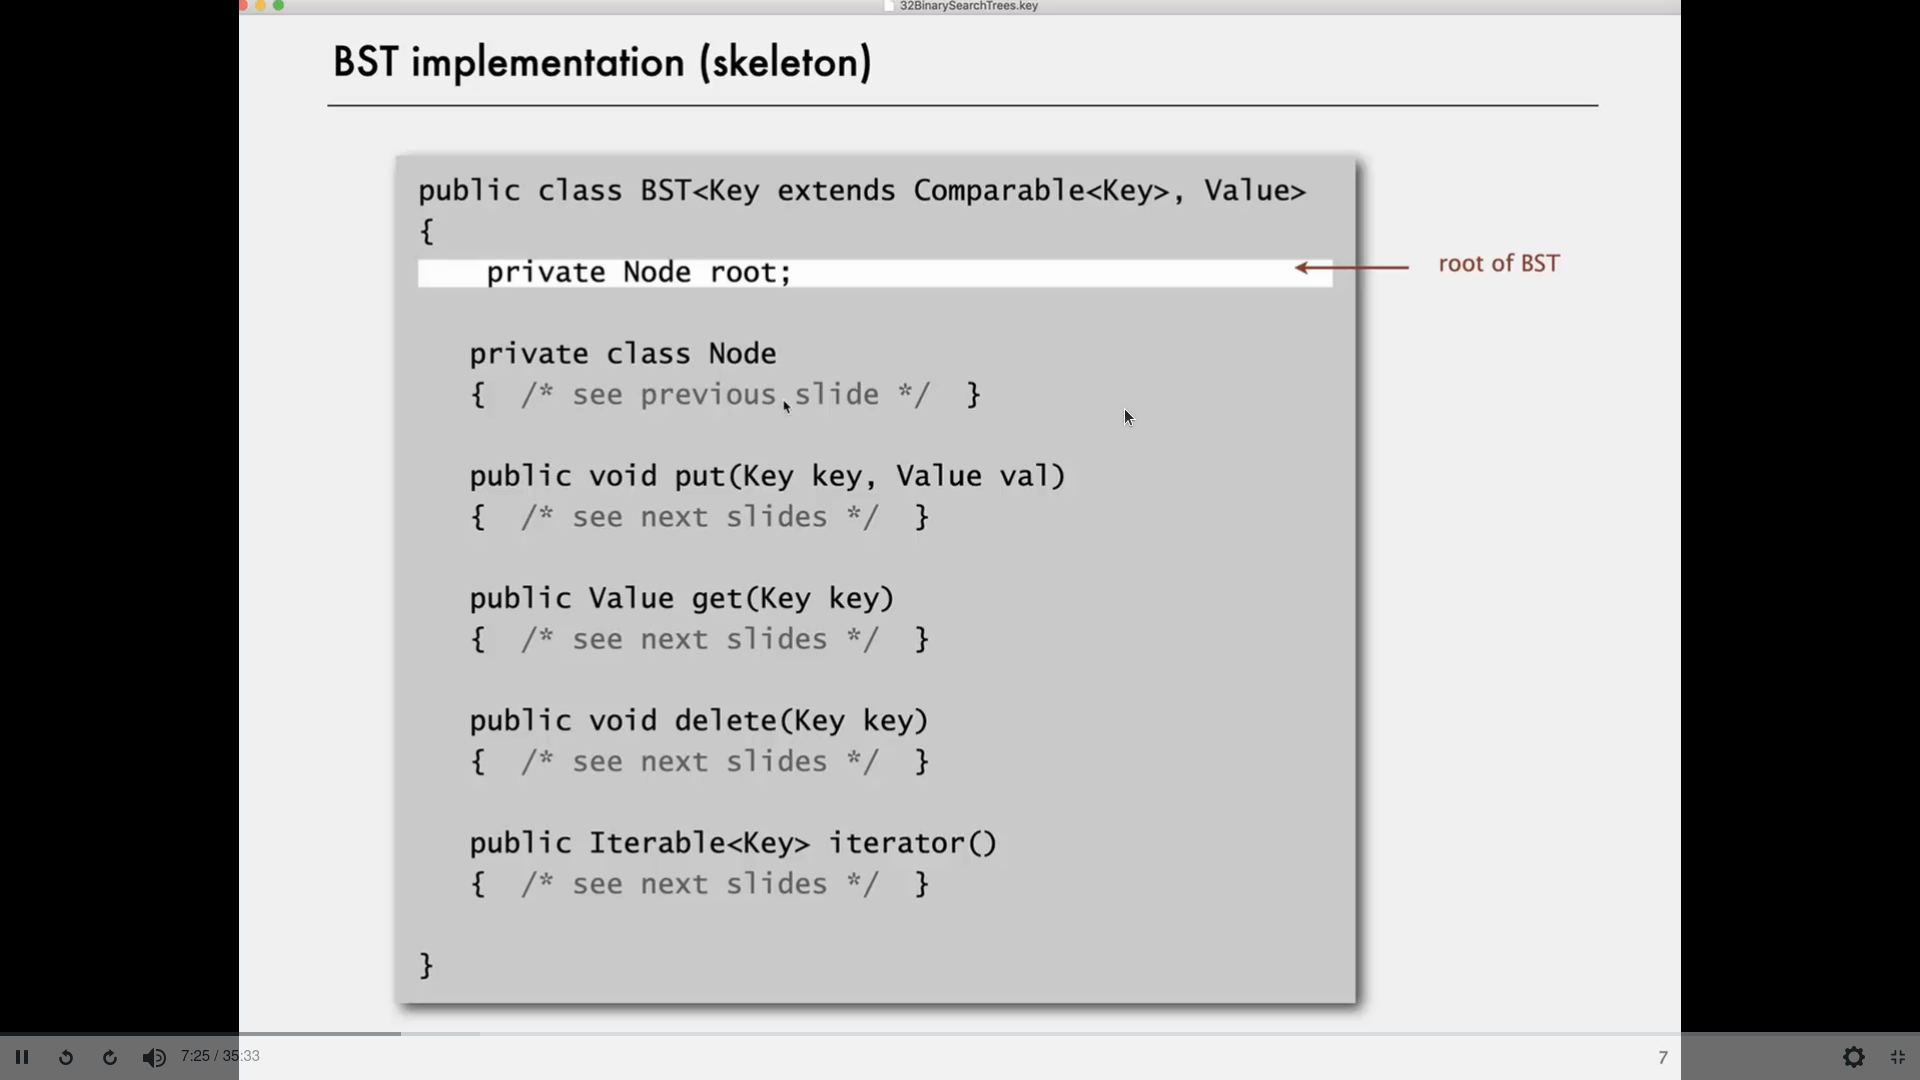 32BinarySearchTrees.key
BST implementation (skeleton)
public class BST<Key extends Comparable<Key>, Value>
{
private Node root;
root of BST
private class Node
{ /* see previous slide */ }
public void put(Key key, Value val)
{ /* see next slides */ }
public Value get(Key key)
{ /* see next slides */ }
public void delete(Key key)
{ /* see next slides */ }
public Iterable<Key> iterator()
{ /* see next slides */ }
}
7:25 / 35:33
7